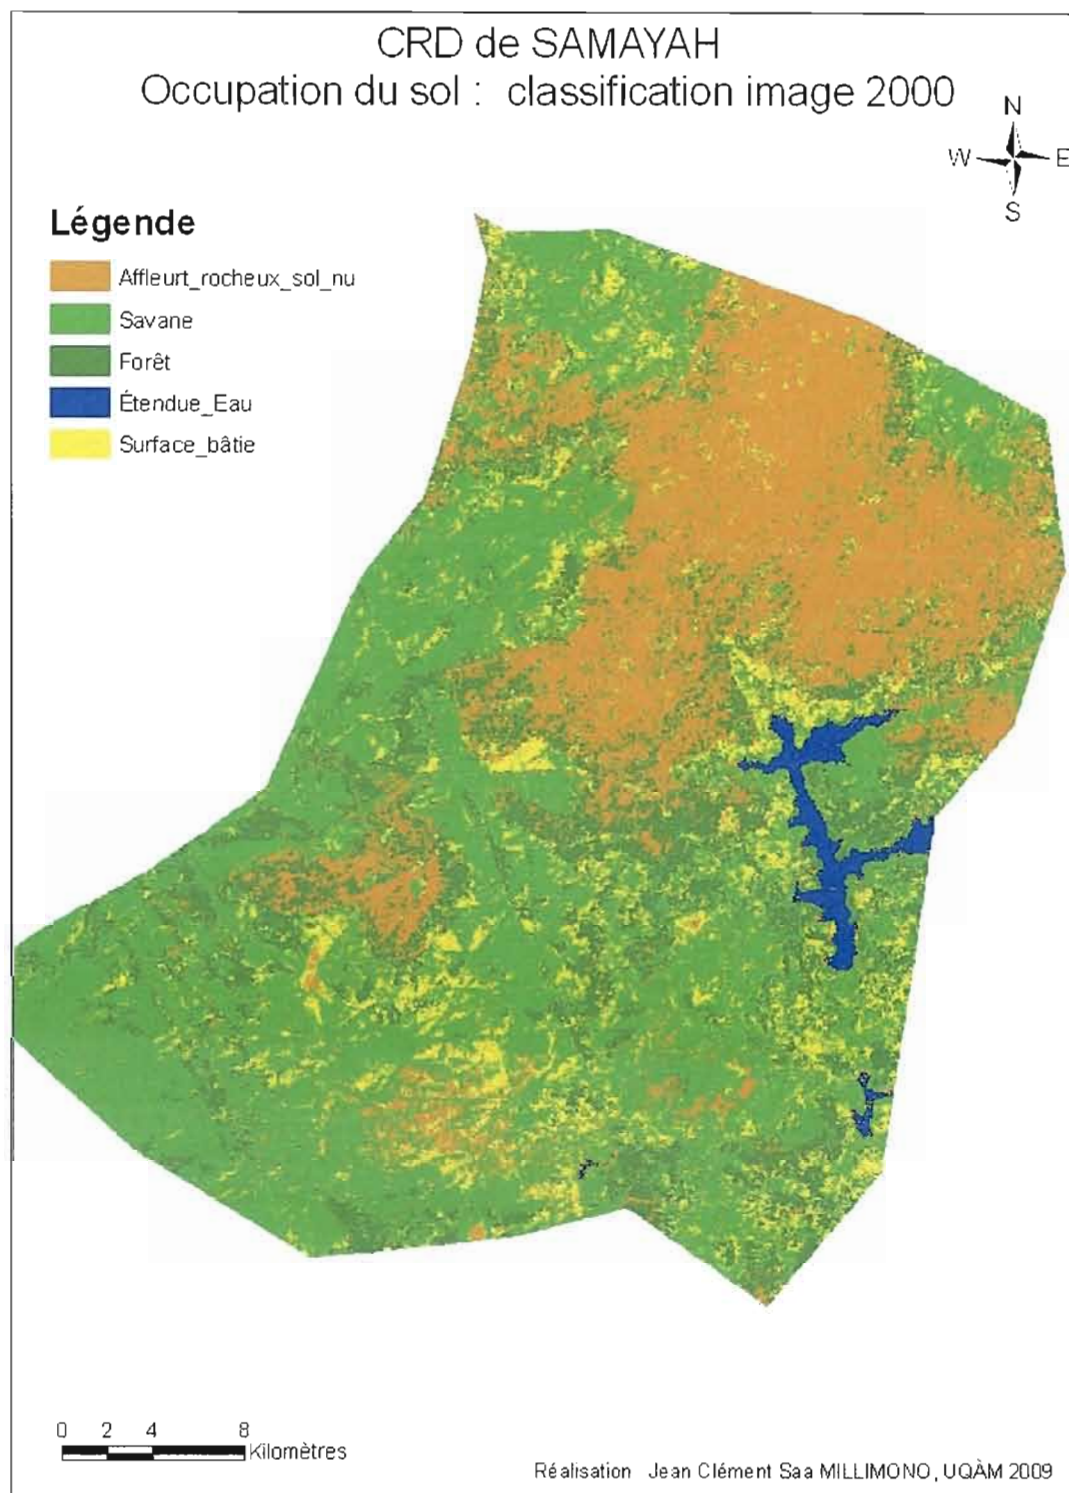 CRD de SAMAYAH
Occupation du sol : classification image 2000
N
W E
S
Légende
Affleurt_rocheux_sol_nu
Savane
Forêt
Étendue_Eau
Surface_bâtie
0 2 4 8
Kilomètres
Réalisation Jean Clément Saa MILLIMONO, UQÀM 2009